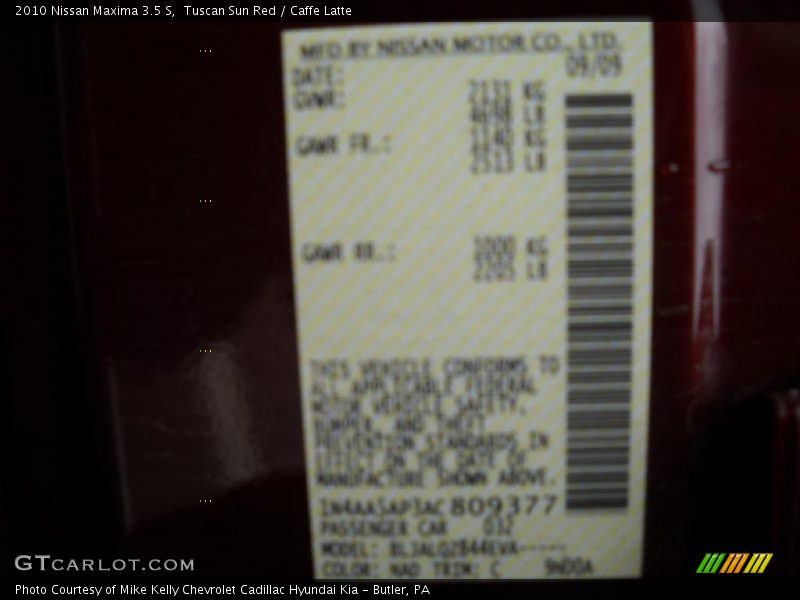 2010 Nissan Maxima 3.5 S,  Tuscan Sun Red / Caffe Latte
MFD BY NISSAN MOTOR CO., LTD.
DATE: 09/09
GVWR: 2131 KG
4698 LB
GAWR FR.: 1140 KG
2513 LB
GAWR RR.: 1000 KG
2205 LB
THIS VEHICLE CONFORMS TO
ALL APPLICABLE FEDERAL
MOTOR VEHICLE SAFETY,
BUMPER, AND THEFT
PREVENTION STANDARDS IN
EFFECT ON THE DATE OF
MANUFACTURE SHOWN ABOVE.
1N4AA5AP3AC809377
PASSENGER CAR 032
MODEL:
COLOR: NAD TRIM: C
GTCARLOT.COM
Photo Courtesy of Mike Kelly Chevrolet Cadillac Hyundai Kia – Butler, PA